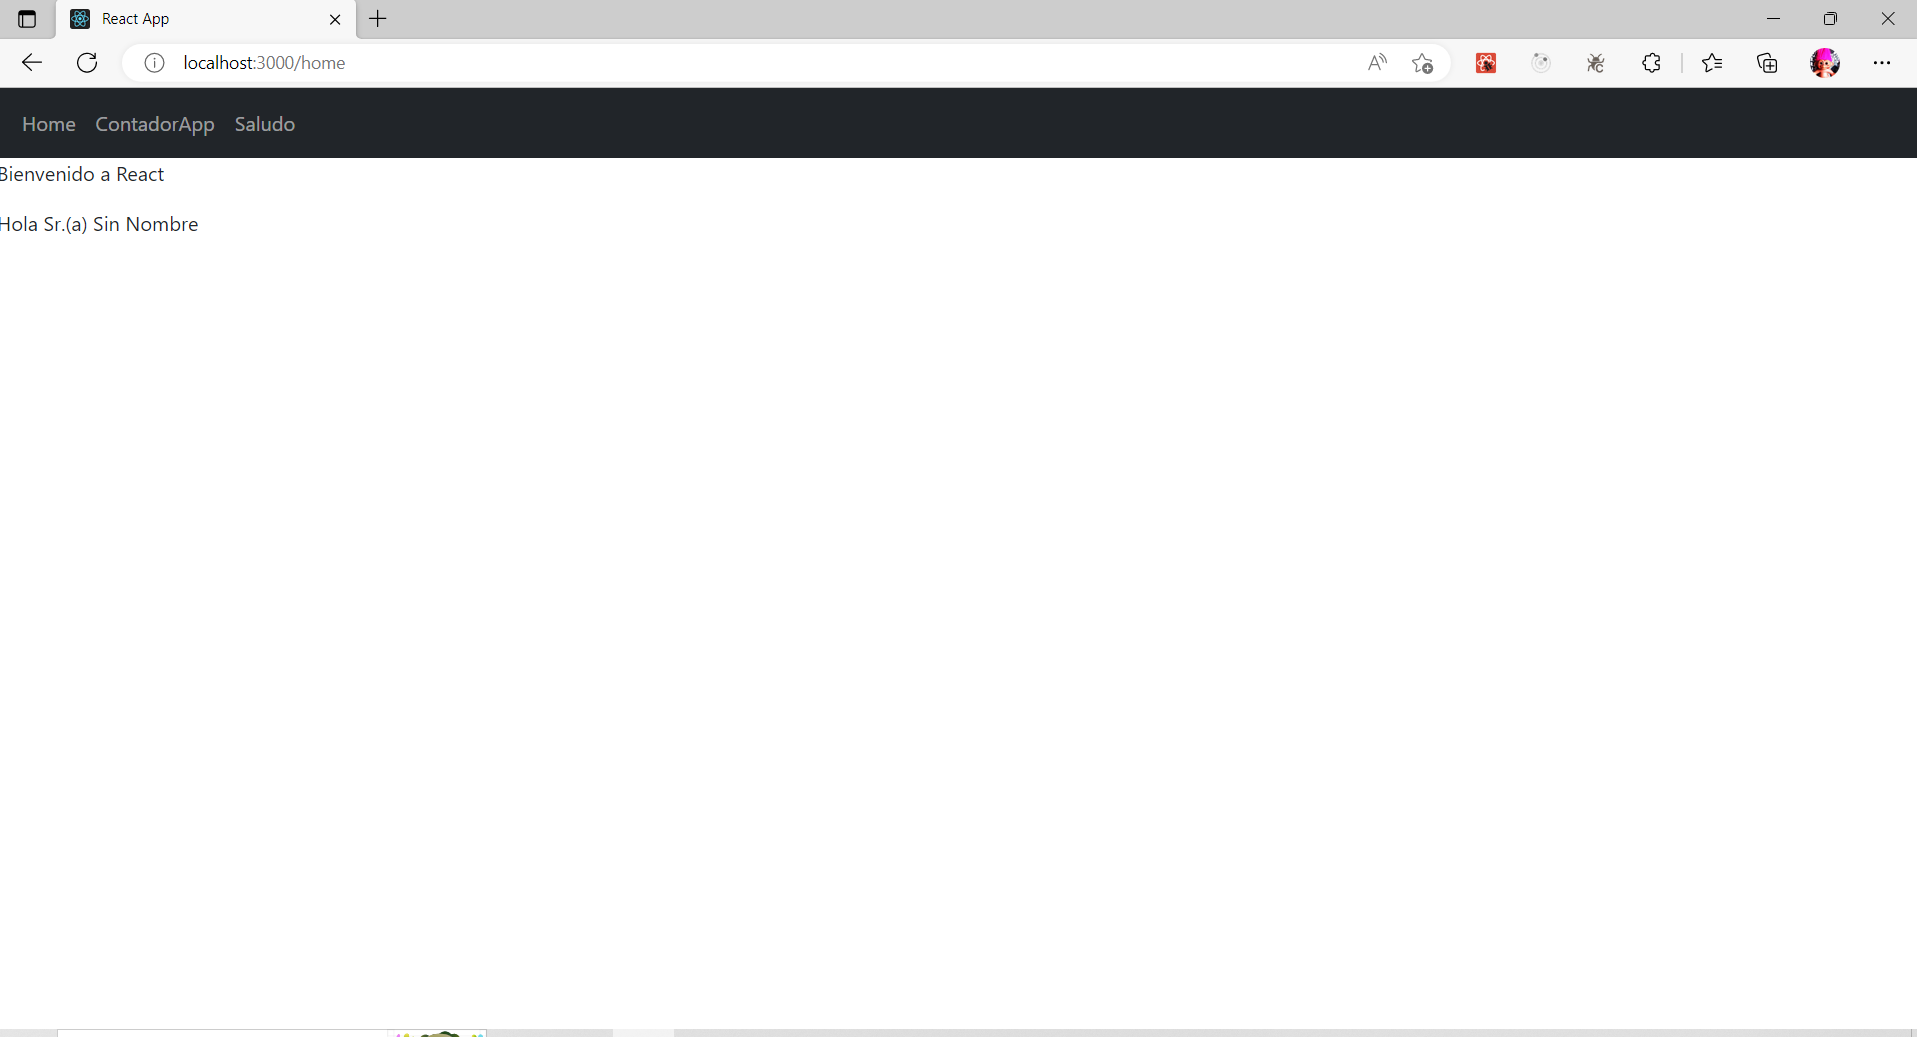 React App
localhost:3000/home
Home ContadorApp Saludo
Bienvenido a React
Hola Sr.(a) Sin Nombre